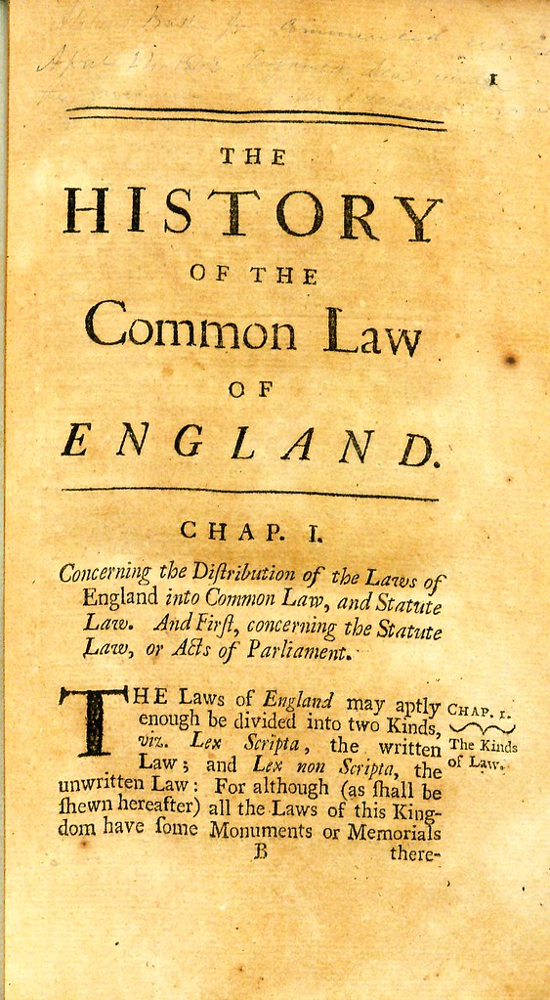 1
THE
HISTORY
OF THE
Common Law
OF
ENGLAND.
CHAP. I.
Concerning the Diſtribution of the Laws of
England into Common Law, and Statute
Law. And Firſt, concerning the Statute
Law, or Acts of Parliament.
THE Laws of England may aptly
enough be divided into two Kinds,
viz. Lex Scripta, the written
Law; and Lex non Scripta, the
unwritten Law: For although (as ſhall be
ſhewn hereafter) all the Laws of this King-
dom have ſome Monuments or Memorials
B there-
CHAP. I.
The Kinds
of Law.